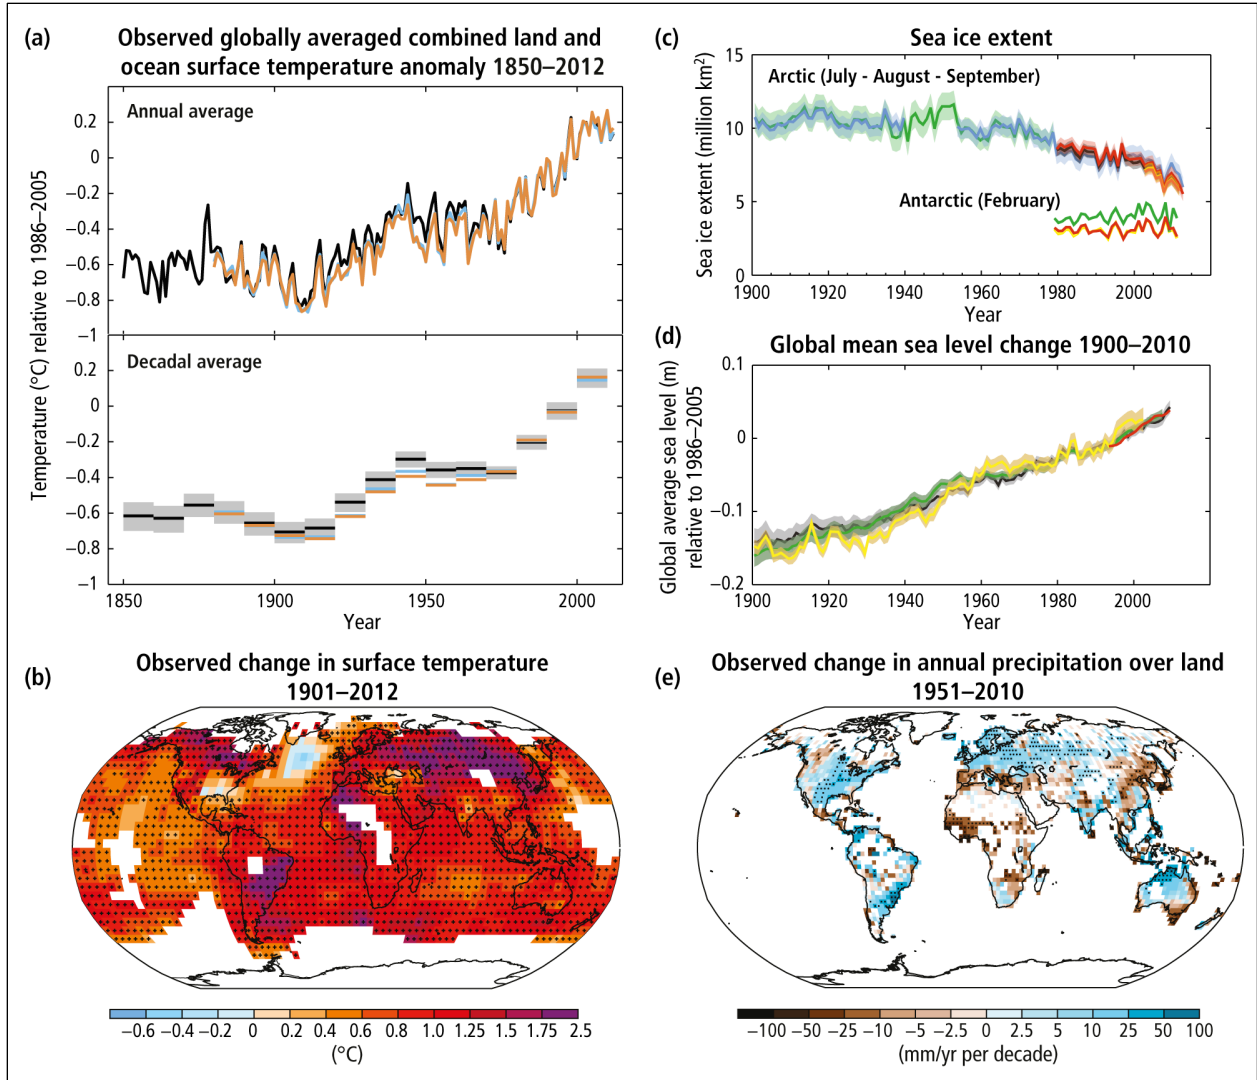 (a)
Observed globally averaged combined land and
ocean surface temperature anomaly 1850–2012
Temperature (°C) relative to 1986–2005
Annual average
0.2
0
−0.2
−0.4
−0.6
−0.8
−1
Decadal average
0.2
0
−0.2
−0.4
−0.6
−0.8
−1
1850 1900 1950 2000
Year
(c)
Sea ice extent
Sea ice extent (million km²)
15
10
5
0
Arctic (July - August - September)
Antarctic (February)
1900 1920 1940 1960 1980 2000
Year
(d)
Global mean sea level change 1900–2010
Global average sea level (m)
relative to 1986–2005
0.1
0
−0.1
−0.2
1900 1920 1940 1960 1980 2000
Year
(b)
Observed change in surface temperature
1901–2012
−0.6 −0.4 −0.2 0 0.2 0.4 0.6 0.8 1.0 1.25 1.5 1.75 2.5
(°C)
(e)
Observed change in annual precipitation over land
1951–2010
−100 −50 −25 −10 −5 −2.5 0 2.5 5 10 25 50 100
(mm/yr per decade)